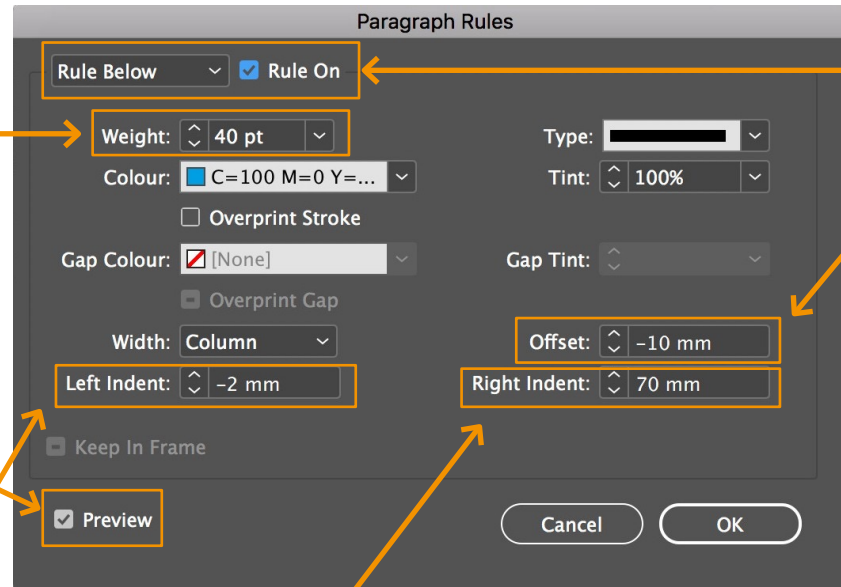 Paragraph Rules
Rule Below Rule On
Weight: 40 pt Type:
Colour: C=100 M=0 Y=... Tint: 100%
Overprint Stroke
Gap Colour: [None] Gap Tint:
Overprint Gap
Width: Column Offset: -10 mm
Left Indent: -2 mm Right Indent: 70 mm
Keep In Frame
Preview Cancel OK